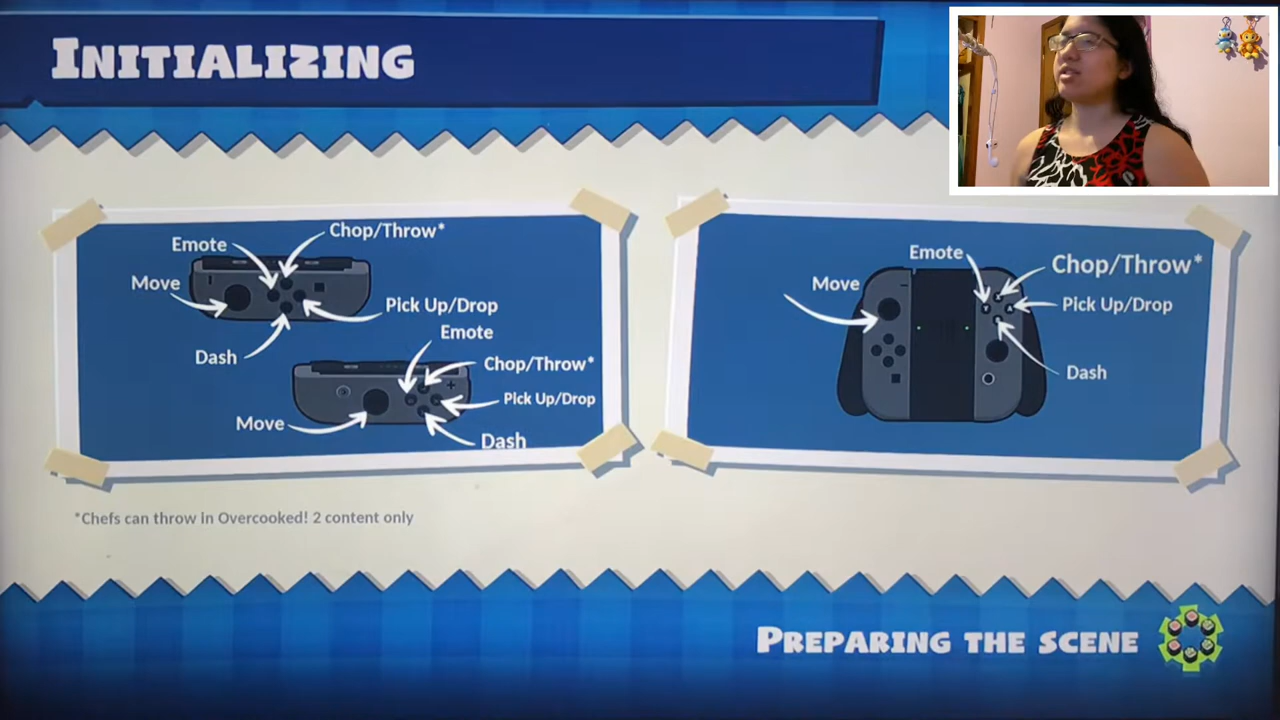 INITIALIZING
Emote
Chop/Throw*
Move
Pick Up/Drop
Dash
Emote
Chop/Throw*
Pick Up/Drop
Move
Dash
Emote
Chop/Throw*
Move
Pick Up/Drop
Dash
*Chefs can throw in Overcooked! 2 content only
PREPARING THE SCENE